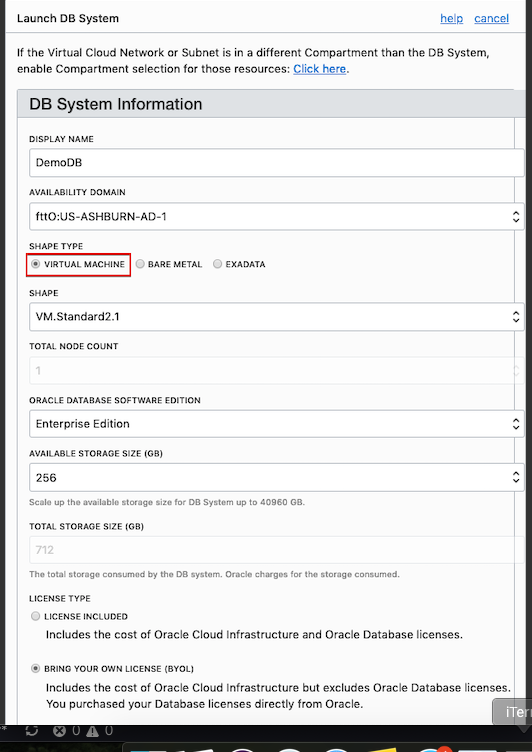 Launch DB System help cancel
If the Virtual Cloud Network or Subnet is in a different Compartment than the DB System,
enable Compartment selection for those resources: Click here.
DB System Information
DISPLAY NAME
DemoDB
AVAILABILITY DOMAIN
fttO:US-ASHBURN-AD-1
SHAPE TYPE
VIRTUAL MACHINE BARE METAL EXADATA
SHAPE
VM.Standard2.1
TOTAL NODE COUNT
1
ORACLE DATABASE SOFTWARE EDITION
Enterprise Edition
AVAILABLE STORAGE SIZE (GB)
256
Scale up the available storage size for DB System up to 40960 GB.
TOTAL STORAGE SIZE (GB)
712
The total storage consumed by the DB system. Oracle charges for the storage consumed.
LICENSE TYPE
LICENSE INCLUDED
Includes the cost of Oracle Cloud Infrastructure and Oracle Database licenses.
BRING YOUR OWN LICENSE (BYOL)
Includes the cost of Oracle Cloud Infrastructure but excludes Oracle Database licenses.
You purchased your Database licenses directly from Oracle.
* 0 0